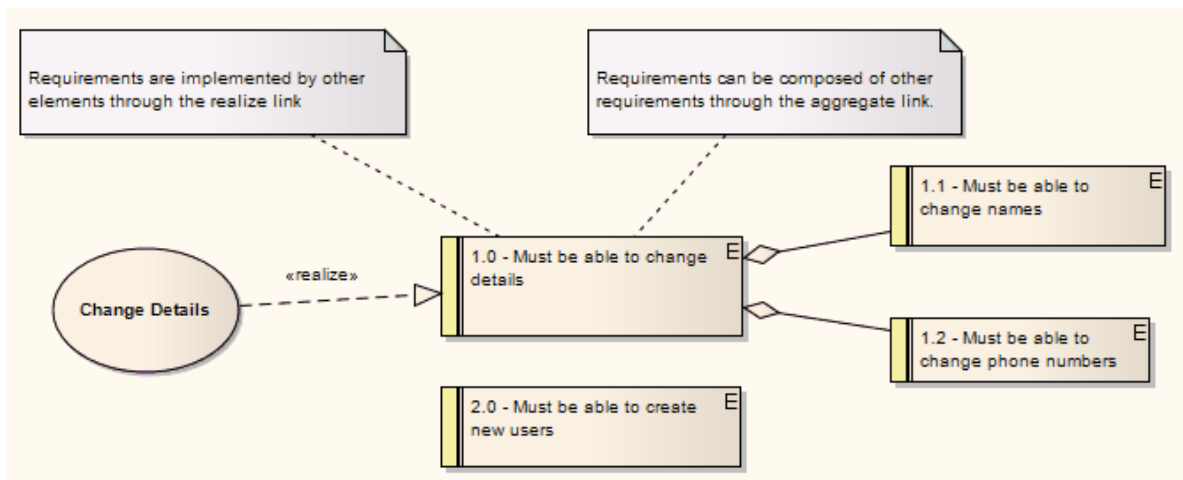 Requirements are implemented by other
elements through the realize link
Requirements can be composed of other
requirements through the aggregate link.
1.1 - Must be able to
change names
E
1.0 - Must be able to change
details
E
«realize»
Change Details
1.2 - Must be able to
change phone numbers
E
2.0 - Must be able to create
new users
E